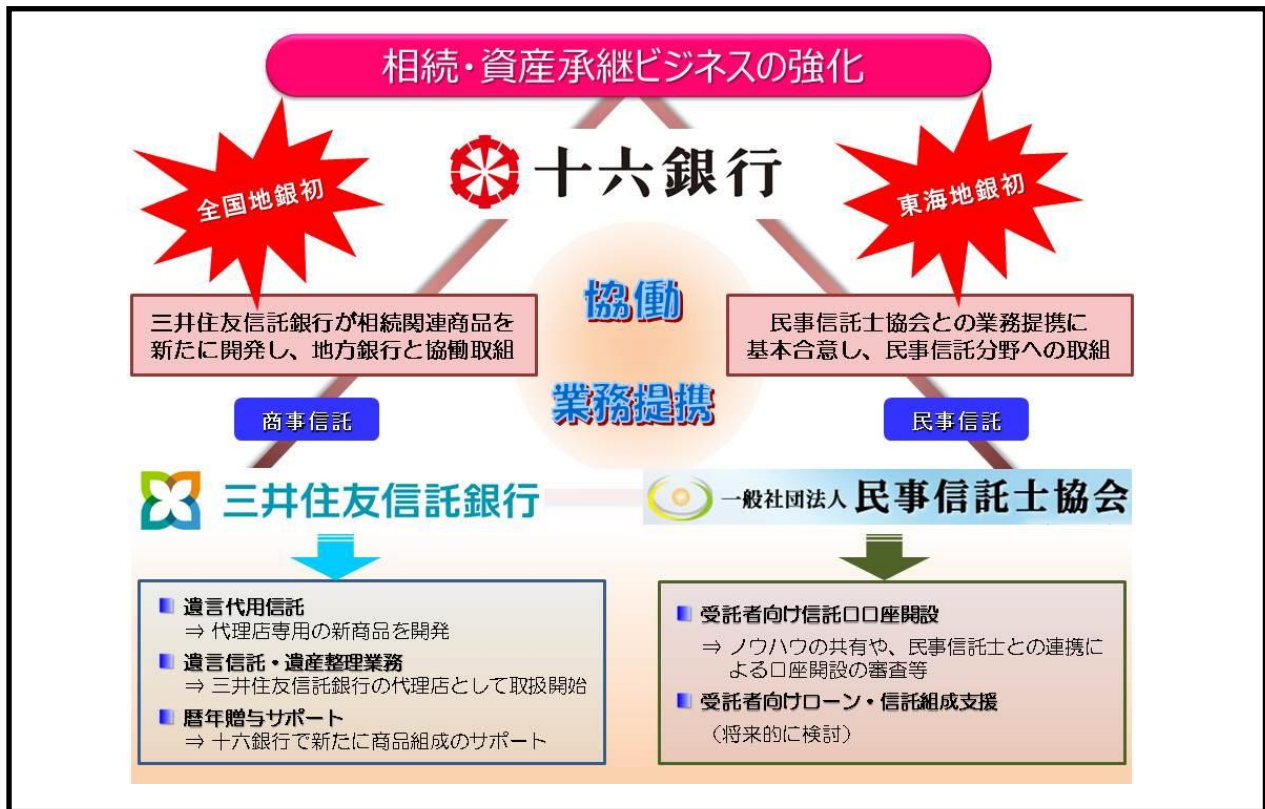 相続・資産承継ビジネスの強化
十六銀行
全国地銀初
東海地銀初
三井住友信託銀行が相続関連商品を
新たに開発し、地方銀行と協働取組
協働
業務提携
民事信託士協会との業務提携に
基本合意し、民事信託分野への取組
商事信託
民事信託
三井住友信託銀行
一般社団法人 民事信託士協会
遺言代用信託
⇒ 代理店専用の新商品を開発
遺言信託・遺産整理業務
⇒ 三井住友信託銀行の代理店として取扱開始
暦年贈与サポート
⇒ 十六銀行で新たに商品組成のサポート
受託者向け信託口口座開設
⇒ ノウハウの共有や、民事信託士との連携に
よる口座開設の審査等
受託者向けローン・信託組成支援
（将来的に検討）